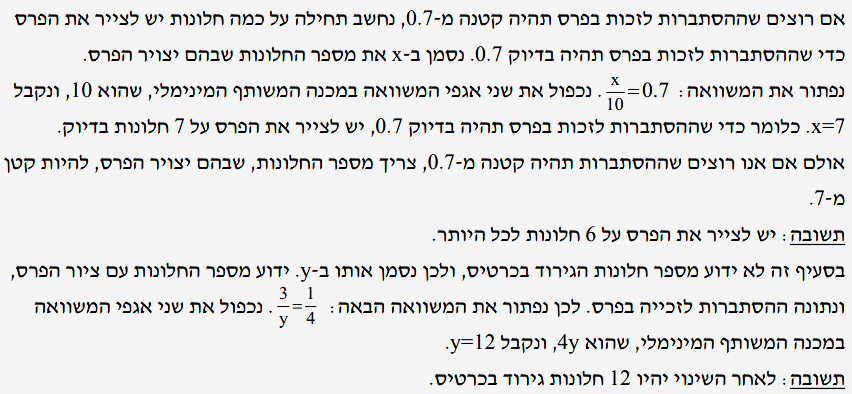 אם רוצים שההסתברות לזכות בפרס תהיה קטנה מ-0.7, נחשב תחילה על כמה חלונות יש לצייר את הפרס
כדי שההסתברות לזכות בפרס תהיה בדיוק 0.7. נסמן ב-x את מספר החלונות שבהם יצויר הפרס.
נפתור את המשוואה: x/10=0.7. נכפול את שני אגפי המשוואה במכנה המשותף המינימלי, שהוא 10, ונקבל
x=7. כלומר כדי שההסתברות לזכות בפרס תהיה בדיוק 0.7, יש לצייר את הפרס על 7 חלונות בדיוק.
אולם אם אנו רוצים שההסתברות תהיה קטנה מ-0.7, צריך מספר החלונות, שבהם יצויר הפרס, להיות קטן
מ-7.
תשובה: יש לצייר את הפרס על 6 חלונות לכל היותר.
בסעיף זה לא ידוע מספר חלונות הגירוד בכרטיס, ולכן נסמן אותו ב-y. ידוע מספר החלונות עם ציור הפרס,
ונתונה ההסתברות לזכייה בפרס. לכן נפתור את המשוואה הבאה: 3/y=1/4. נכפול את שני אגפי המשוואה
במכנה המשותף המינימלי, שהוא 4y, ונקבל y=12.
תשובה: לאחר השינוי יהיו 12 חלונות גירוד בכרטיס.